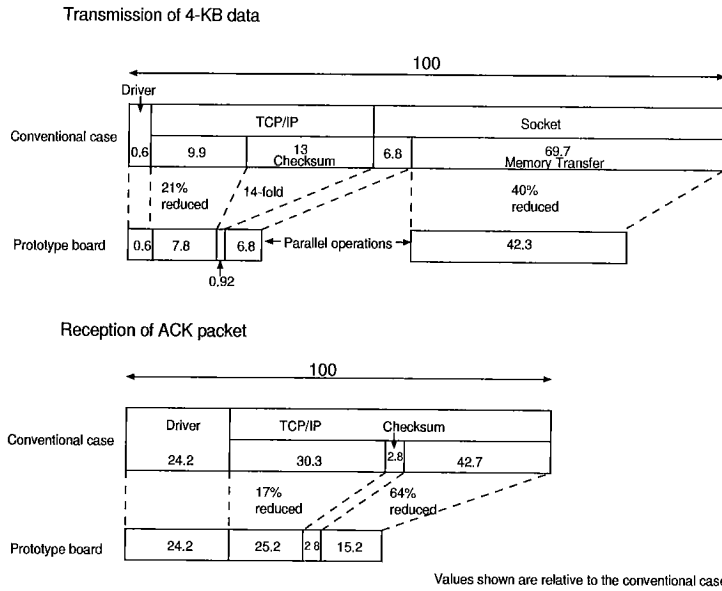 Transmission of 4-KB data
100
Driver
TCP/IP
Socket
Conventional case
0.6
9.9
13
Checksum
6.8
69.7
Memory Transfer
21%
reduced
14-fold
40%
reduced
Prototype board
0.6
7.8
6.8
Parallel operations
42.3
0.92
Reception of ACK packet
100
Driver
TCP/IP
Checksum
Conventional case
24.2
30.3
2.8
42.7
17%
reduced
64%
reduced
Prototype board
24.2
25.2
2.8
15.2
Values shown are relative to the conventional case